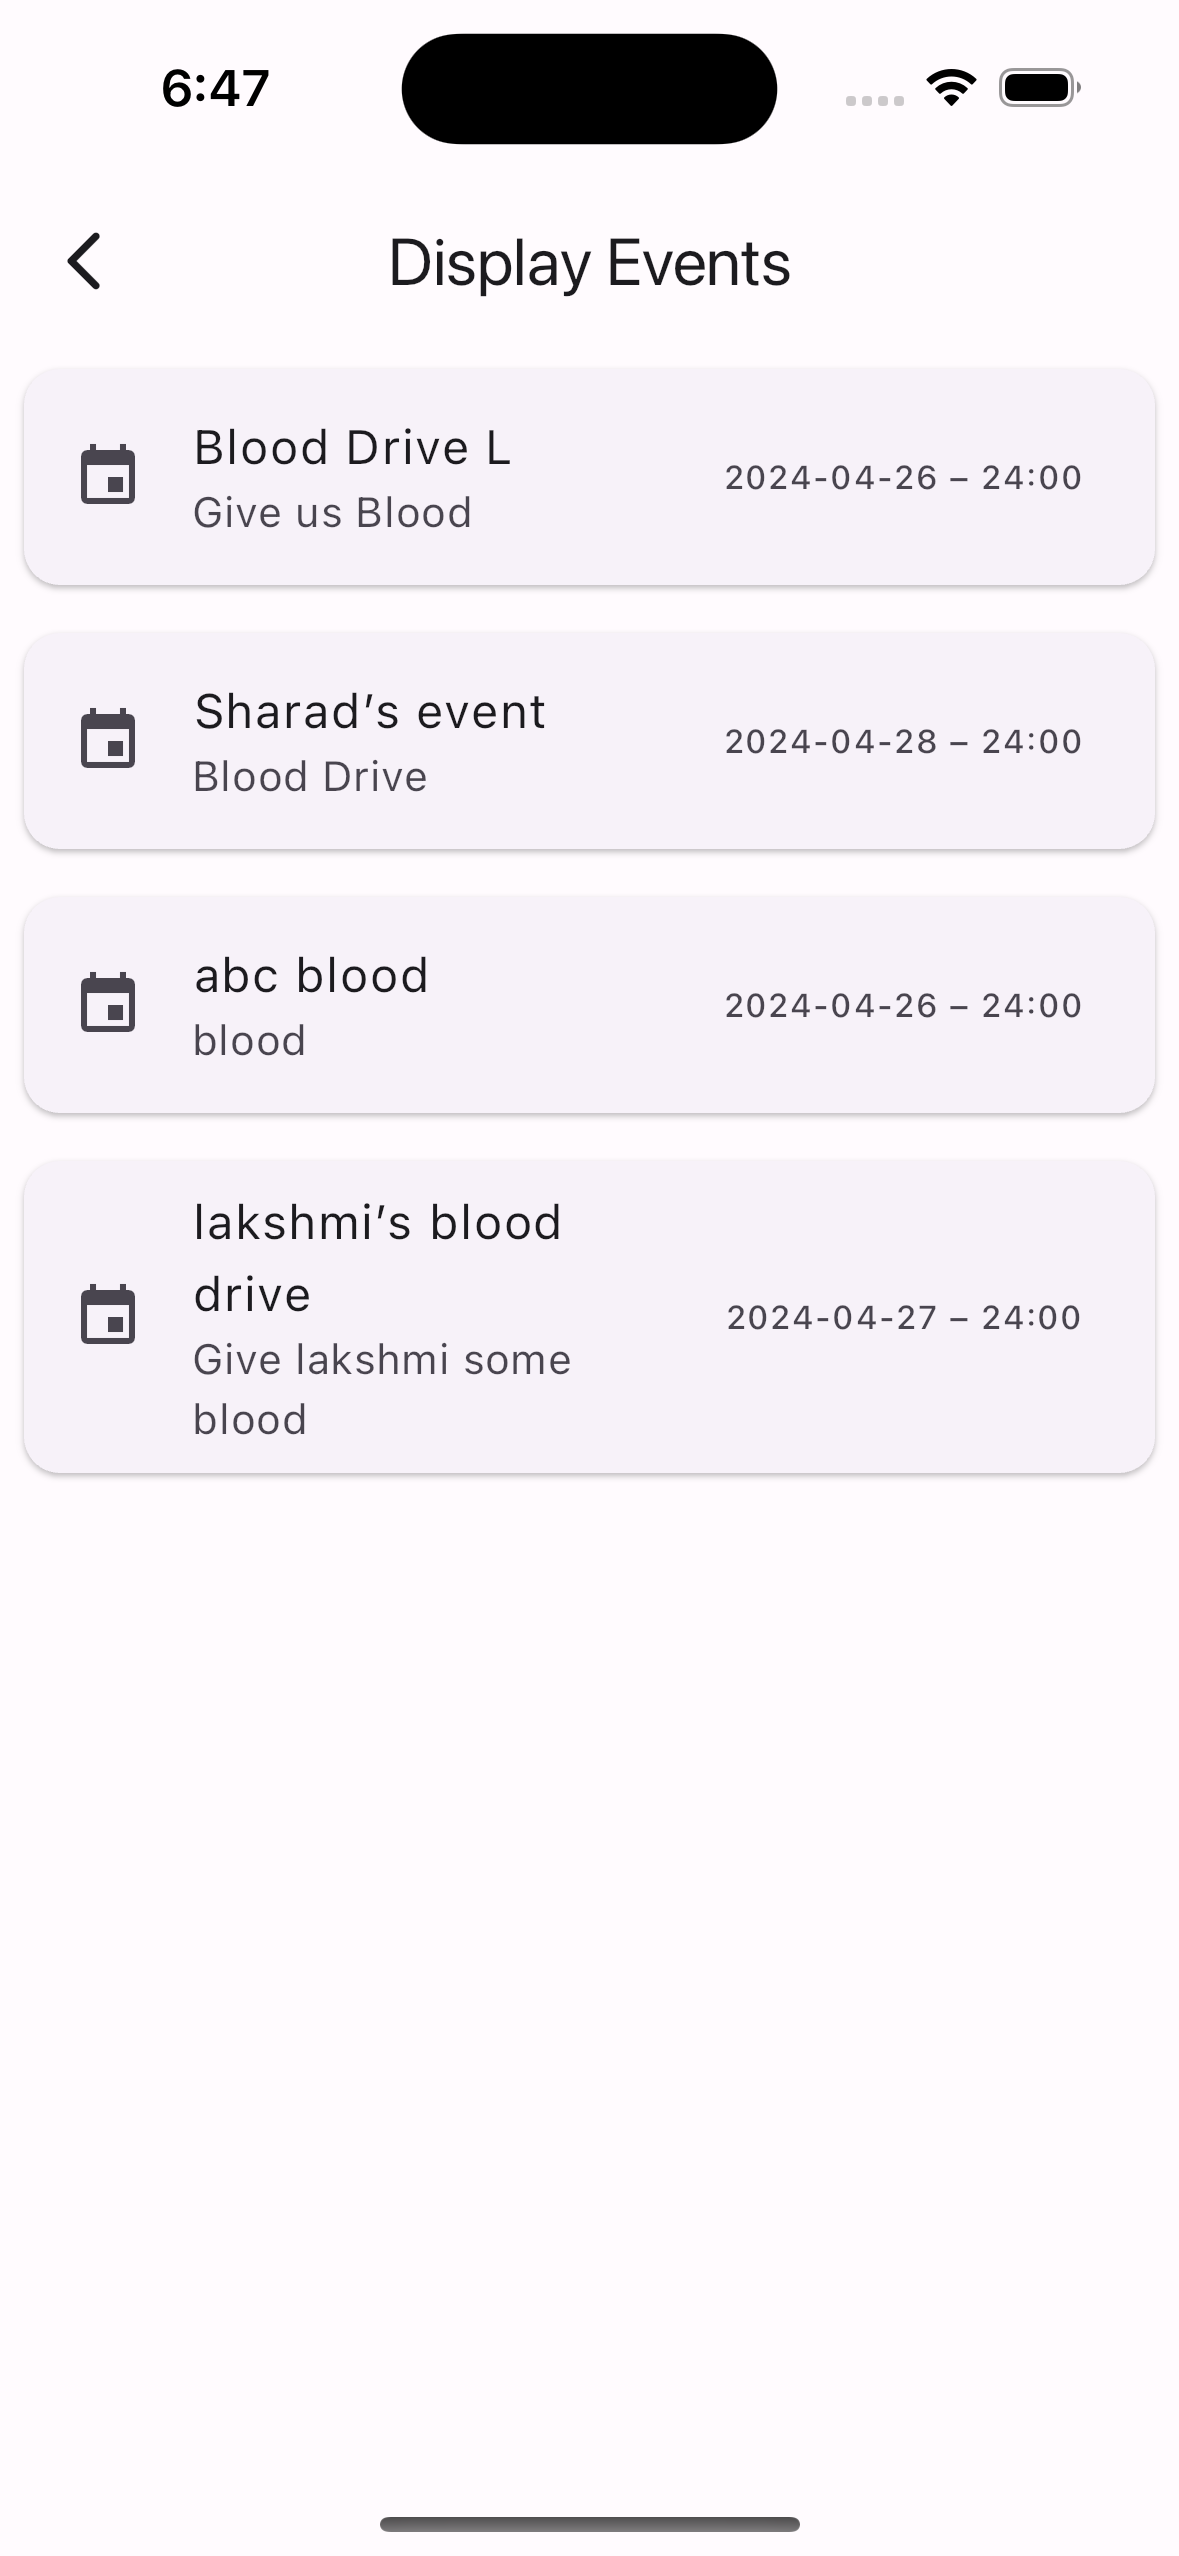 6:47
Display Events
Blood Drive L
Give us Blood
2024-04-26 – 24:00
Sharad’s event
Blood Drive
2024-04-28 – 24:00
abc blood
blood
2024-04-26 – 24:00
lakshmi’s blood
drive
Give lakshmi some
blood
2024-04-27 – 24:00